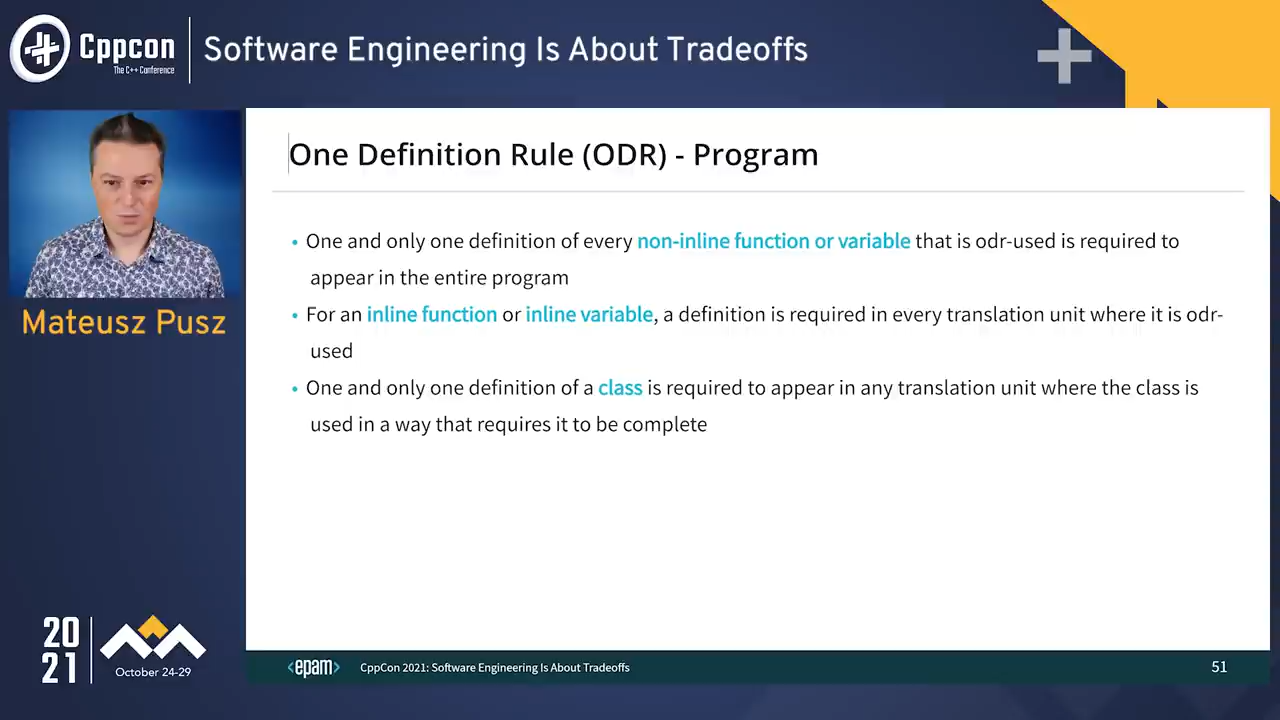 Cppcon
The C++ Conference
Software Engineering Is About Tradeoffs
Mateusz Pusz
One Definition Rule (ODR) - Program
• One and only one definition of every non-inline function or variable that is odr-used is required to
appear in the entire program
• For an inline function or inline variable, a definition is required in every translation unit where it is odr-
used
• One and only one definition of a class is required to appear in any translation unit where the class is
used in a way that requires it to be complete
20
21
October 24-29
<epam>
CppCon 2021: Software Engineering Is About Tradeoffs
51